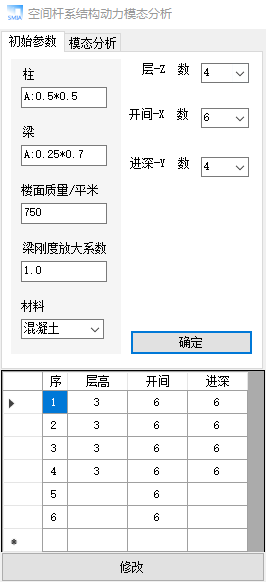 SMIA 空间杆系结构动力模态分析
初始参数 模态分析
柱
A:0.5*0.5
梁
A:0.25*0.7
楼面质量/平米
750
梁刚度放大系数
1.0
材料
混凝土
层-Z 数 4
开间-X 数 6
进深-Y 数 4
确定
序 层高 开间 进深
1 3 6 6
2 3 6 6
3 3 6 6
4 3 6 6
5 6
6 6
修改